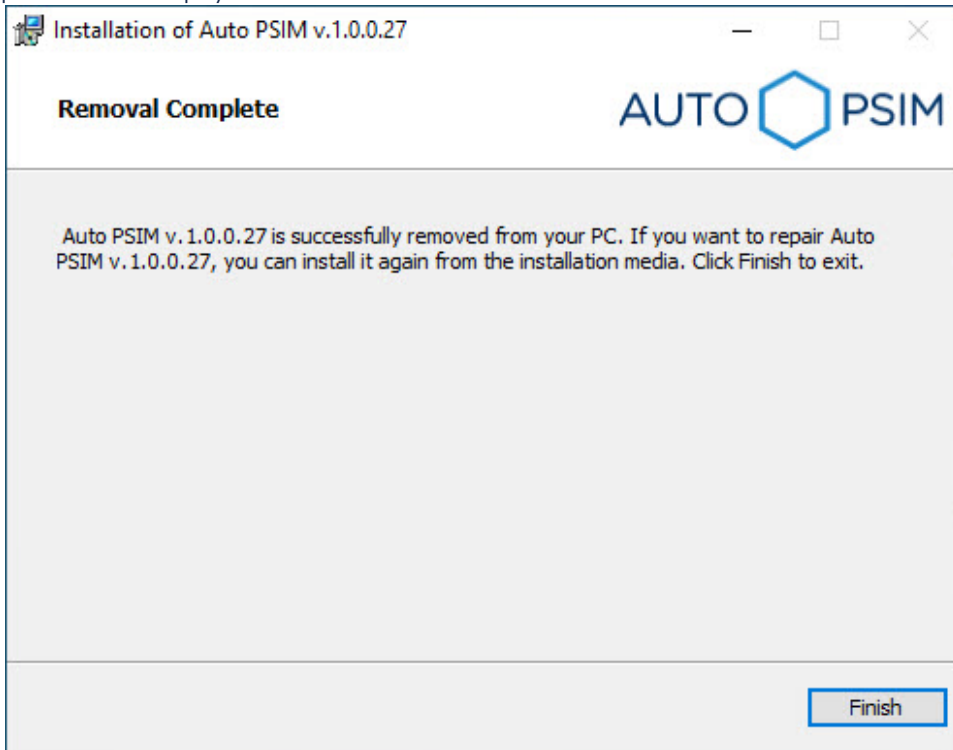 Installation of Auto PSIM v.1.0.0.27
Removal Complete
AUTO PSIM
Auto PSIM v.1.0.0.27 is successfully removed from your PC. If you want to repair Auto
PSIM v.1.0.0.27, you can install it again from the installation media. Click Finish to exit.
Finish